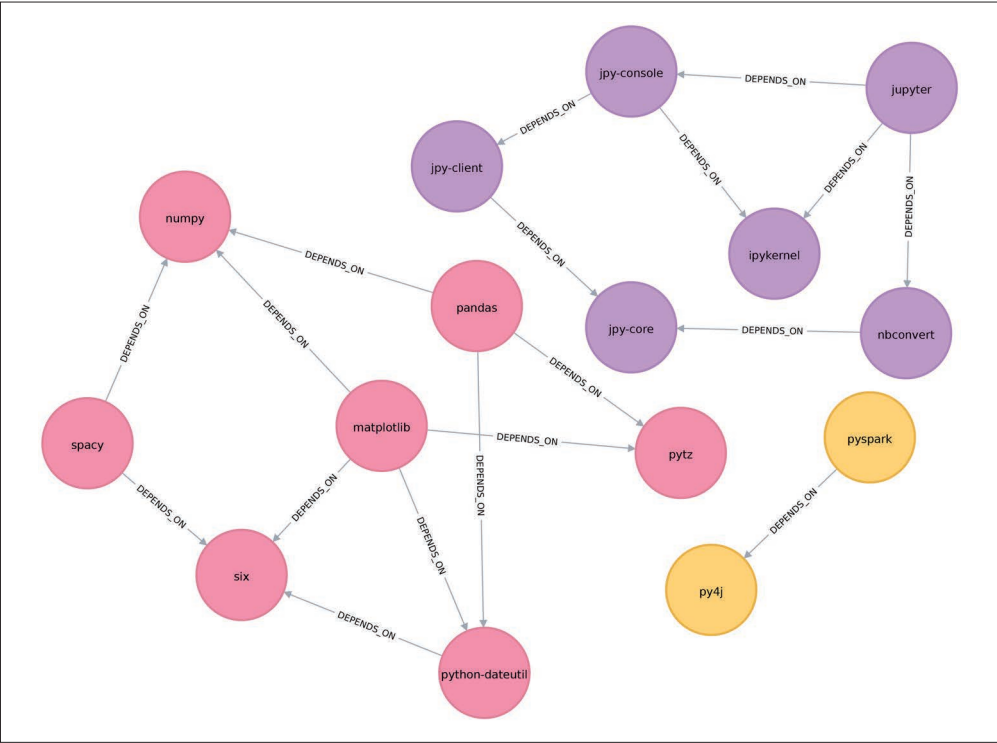 jpy-console
DEPENDS_ON
jupyter
DEPENDS_ON
jpy-client
DEPENDS_ON
DEPENDS_ON
DEPENDS_ON
numpy
DEPENDS_ON
ipykernel
DEPENDS_ON
pandas
DEPENDS_ON
jpy-core
DEPENDS_ON
nbconvert
DEPENDS_ON
DEPENDS_ON
spacy
matplotlib
DEPENDS_ON
pytz
pyspark
DEPENDS_ON
DEPENDS_ON
DEPENDS_ON
DEPENDS_ON
DEPENDS_ON
DEPENDS_ON
six
py4j
DEPENDS_ON
python-dateutil